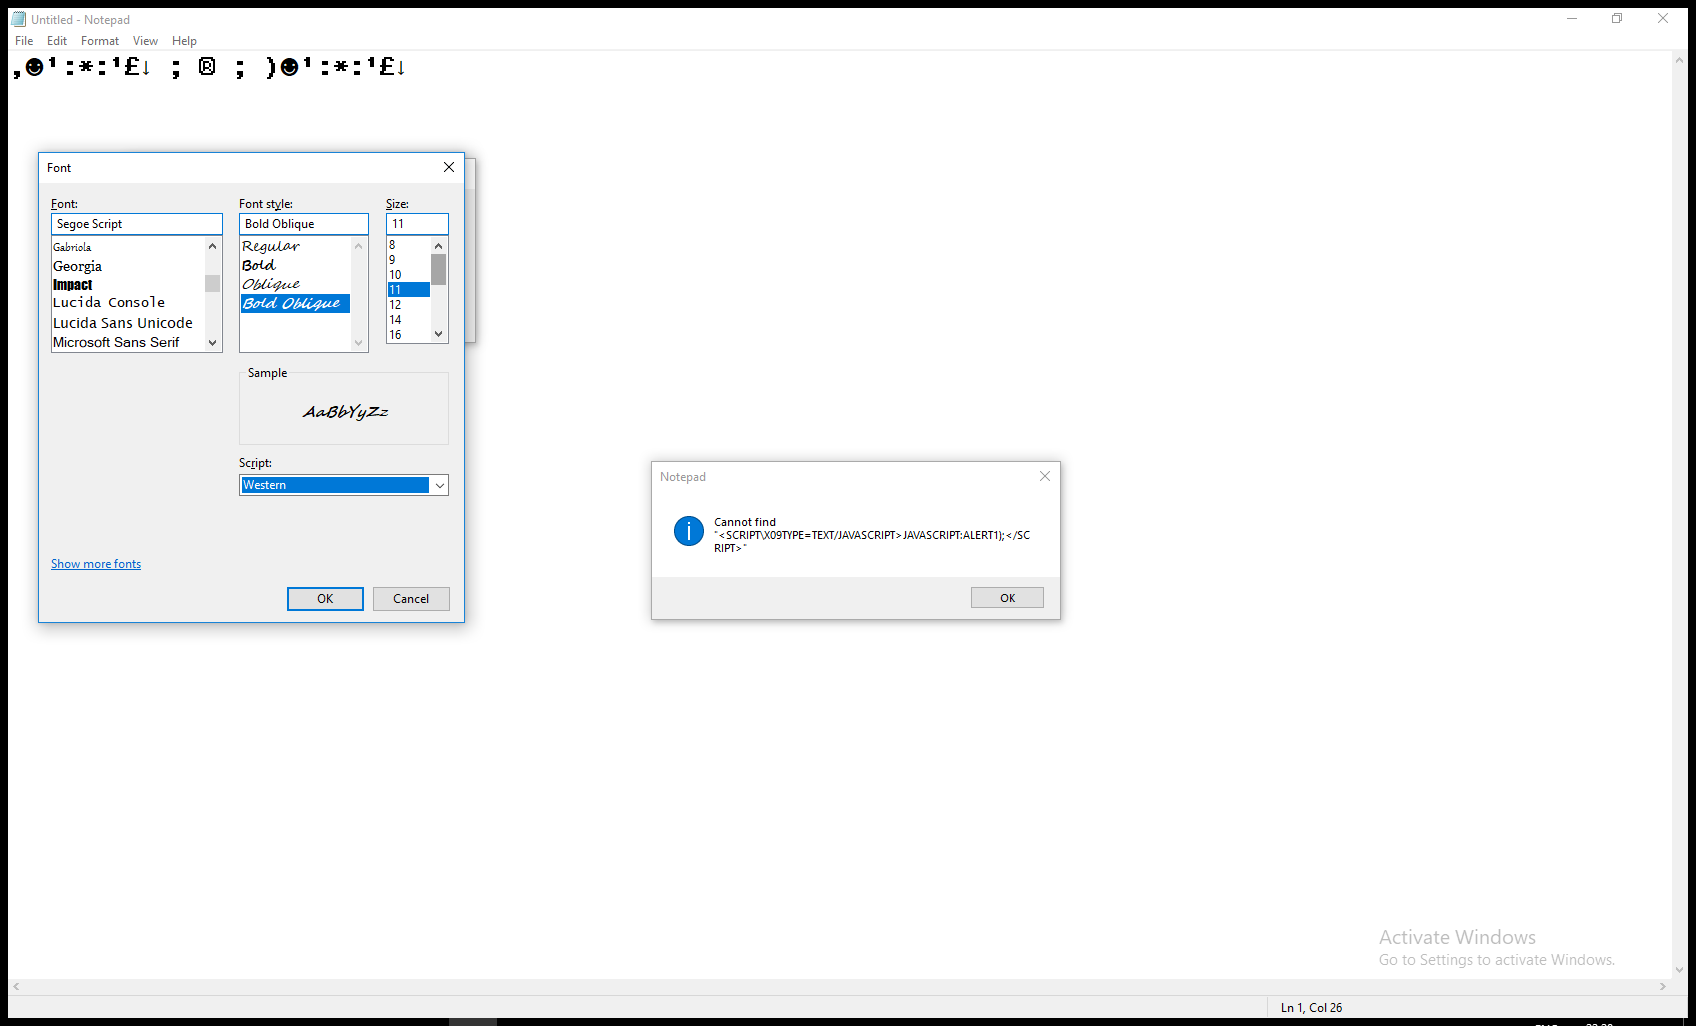 Untitled - Notepad
File Edit Format View Help
,☻¹:*:¹£↓ ; ® ; )☻¹:*:¹£↓
Font
Font:
Segoe Script
Gabriola
Georgia
Impact
Lucida Console
Lucida Sans Unicode
Microsoft Sans Serif
Font style:
Bold Oblique
Regular
Bold
Oblique
Bold Oblique
Size:
11
8
9
10
11
12
14
16
Sample
AaBbYyZz
Script:
Western
Show more fonts
OK Cancel
Notepad
Cannot find
"<SCRIPT\X09TYPE=TEXT/JAVASCRIPT>JAVASCRIPT:ALERT1);</SC
RIPT>"
OK
Activate Windows
Go to Settings to activate Windows.
Ln 1, Col 26